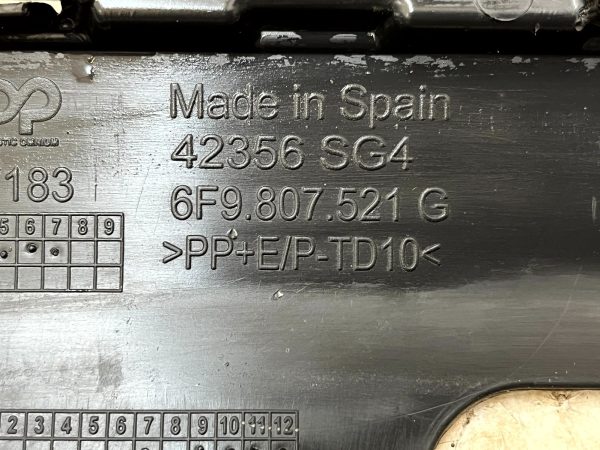 Made in Spain
42356 SG4
6F9.807.521 G
>PP+E/P-TD10<
OMNIUM
183
5 6 7 8 9
2 3 4 5 6 7 8 9 10 11 12